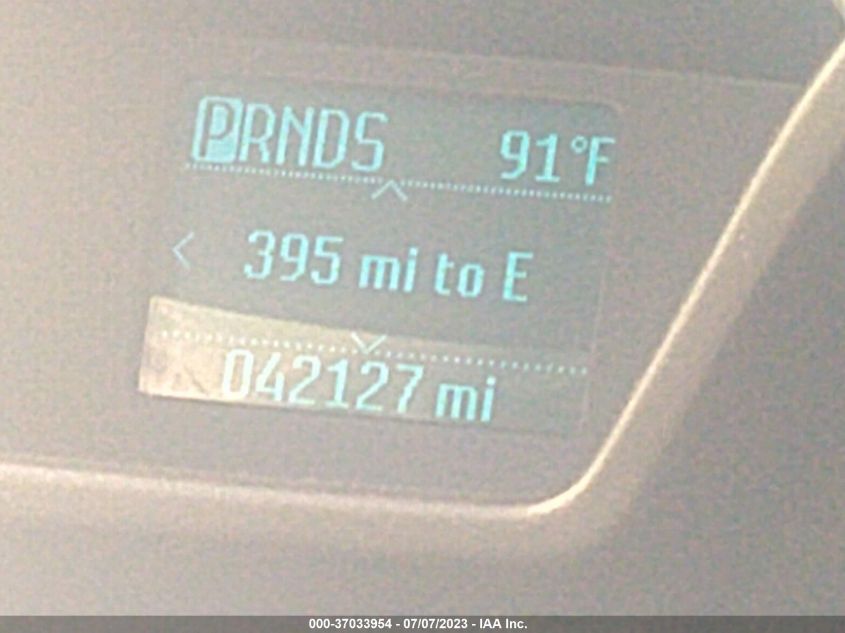 PRNDS 91°F
395 mi to E
042127 mi
000-37033954 - 07/07/2023 - IAA Inc.